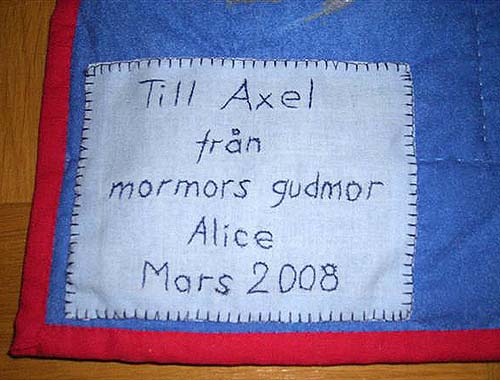 Till Axel
från
mormors gudmor
Alice
Mars 2008